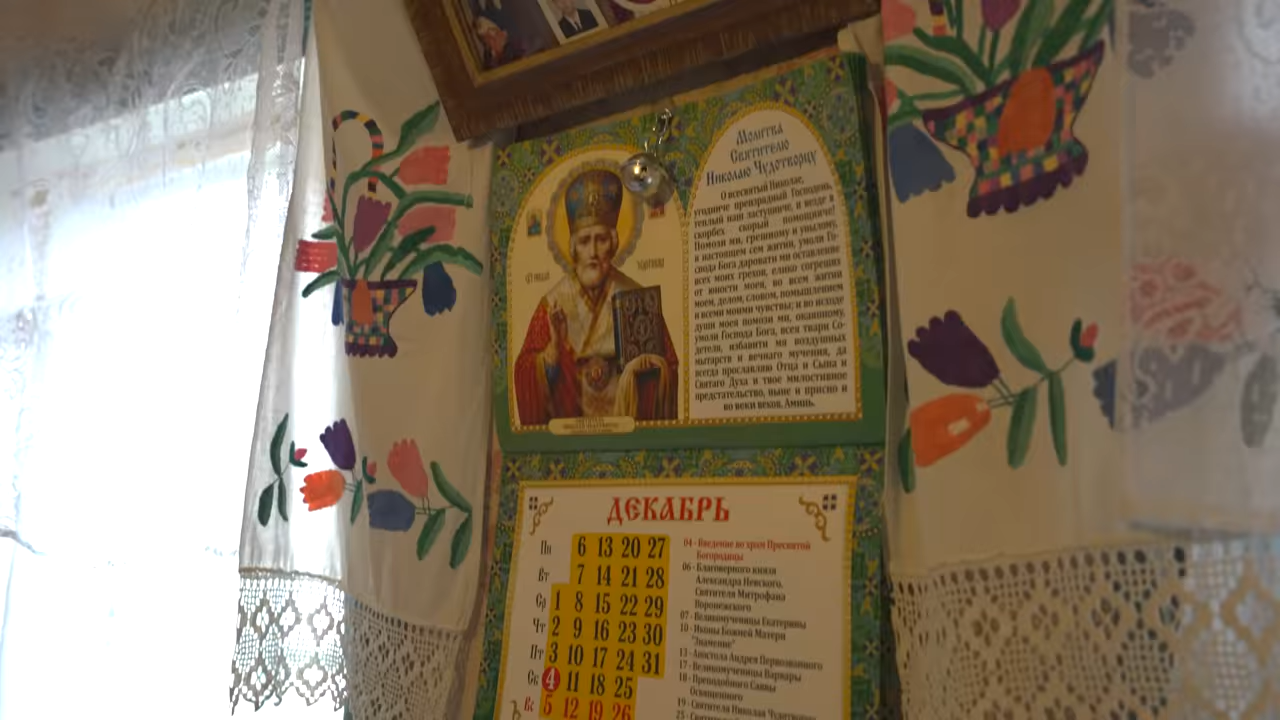 Молитва
Святителю
Николаю Чудотворцу
О всесвятый Николае,
угодниче преизрядный Господень,
теплый наш заступниче, и везде в
скорбех скорый помощниче!
Помози ми, грешному и унылому,
в настоящем сем житии, умоли Го-
спода Бога даровати ми оставление
всех моих грехов, елико согреших
от юности моея, во всем житии
моем, делом, словом, помышлением
и всеми моими чувствы; и во исходе
души моея помози ми, окаянному,
умоли Господа Бога, всея твари Со-
детеля, избавити мя воздушных
мытарств и вечнаго мучения, да
всегда прославляю Отца и Сына и
Святаго Духа и твое милостивное
предстательство, ныне и присно и
во веки веков. Аминь.
ДЕКАБРЬ
Пн 6 13 20 27
Вт 7 14 21 28
Ср 1 8 15 22 29
Чт 2 9 16 23 30
Пт 3 10 17 24 31
Сб 4 11 18 25
Вс 5 12 19 26
04 - Введение во храм Пресвятой
Богородицы
06 - Благоверного князя
Александра Невского.
Святителя Митрофана
Воронежского
07 - Великомученицы Екатерины
10 - Иконы Божией Матери
"Знамение"
13 - Апостола Андрея Первозванного
17 - Великомученицы Варвары
18 - Преподобного Саввы
Освященного
19 - Святителя Николая Чудотворца